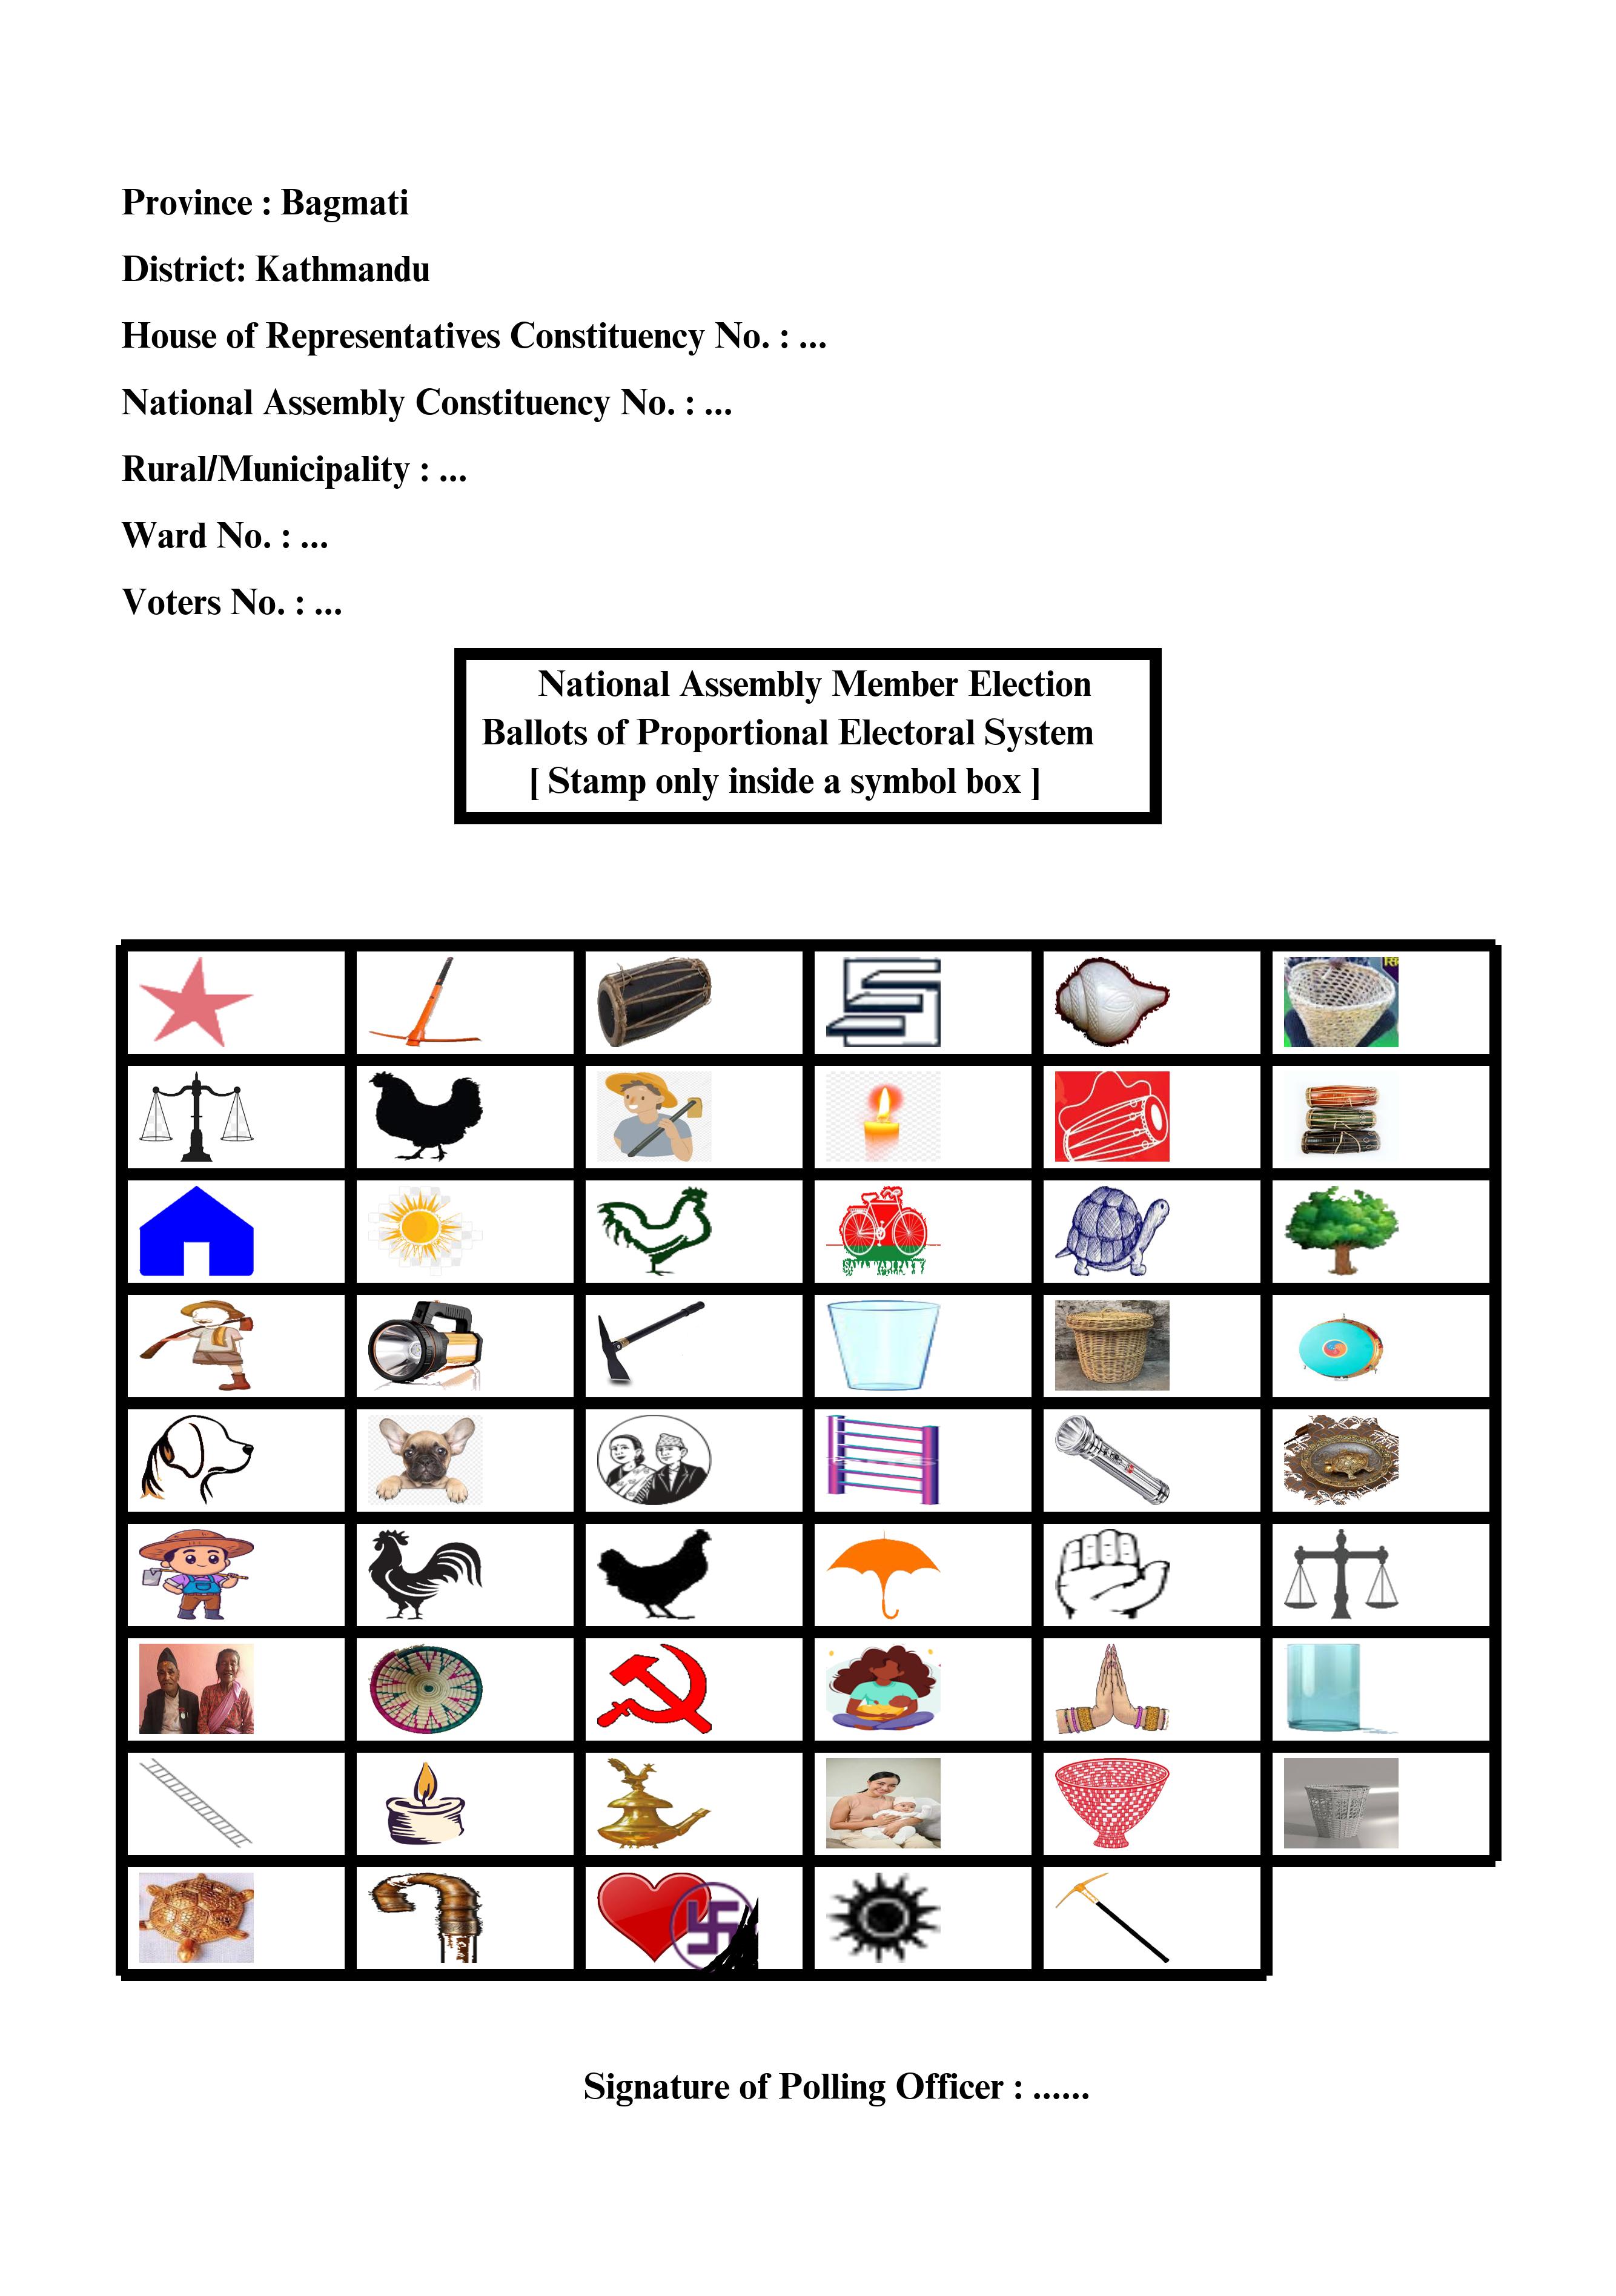 Province : Bagmati
District: Kathmandu
House of Representatives Constituency No. : ...
National Assembly Constituency No. : ...
Rural/Municipality : ...
Ward No. : ...
Voters No. : ...
National Assembly Member Election
Ballots of Proportional Electoral System
[ Stamp only inside a symbol box ]
Signature of Polling Officer : ......